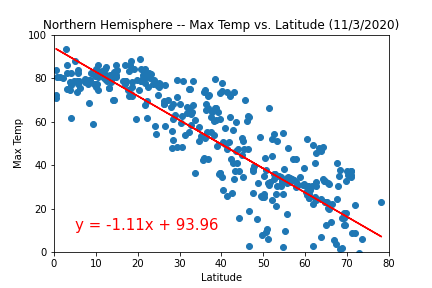 Northern Hemisphere -- Max Temp vs. Latitude (11/3/2020)
100
80
60
40
20
0
Max Temp
y = -1.11x + 93.96
0 10 20 30 40 50 60 70 80
Latitude